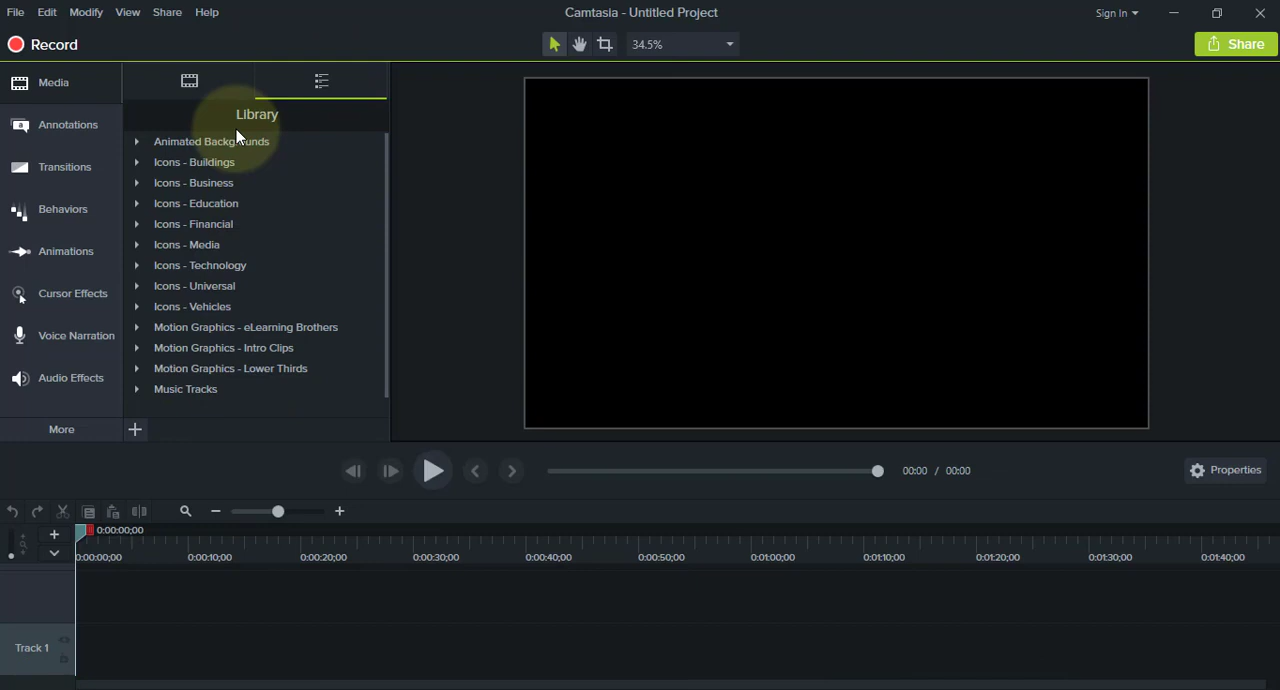 File Edit Modify View Share Help
Camtasia - Untitled Project
Sign In
Record
34.5%
Share
Media
Annotations
Transitions
Behaviors
Animations
Cursor Effects
Voice Narration
Audio Effects
More
Library
Animated Backgrounds
Icons - Buildings
Icons - Business
Icons - Education
Icons - Financial
Icons - Media
Icons - Technology
Icons - Universal
Icons - Vehicles
Motion Graphics - eLearning Brothers
Motion Graphics - Intro Clips
Motion Graphics - Lower Thirds
Music Tracks
00:00 / 00:00
Properties
0:00:00;00
0:00:00;00 0:00:10;00 0:00:20;00 0:00:30;00 0:00:40;00 0:00:50;00 0:01:00;00 0:01:10;00 0:01:20;00 0:01:30;00 0:01:40;00
Track 1